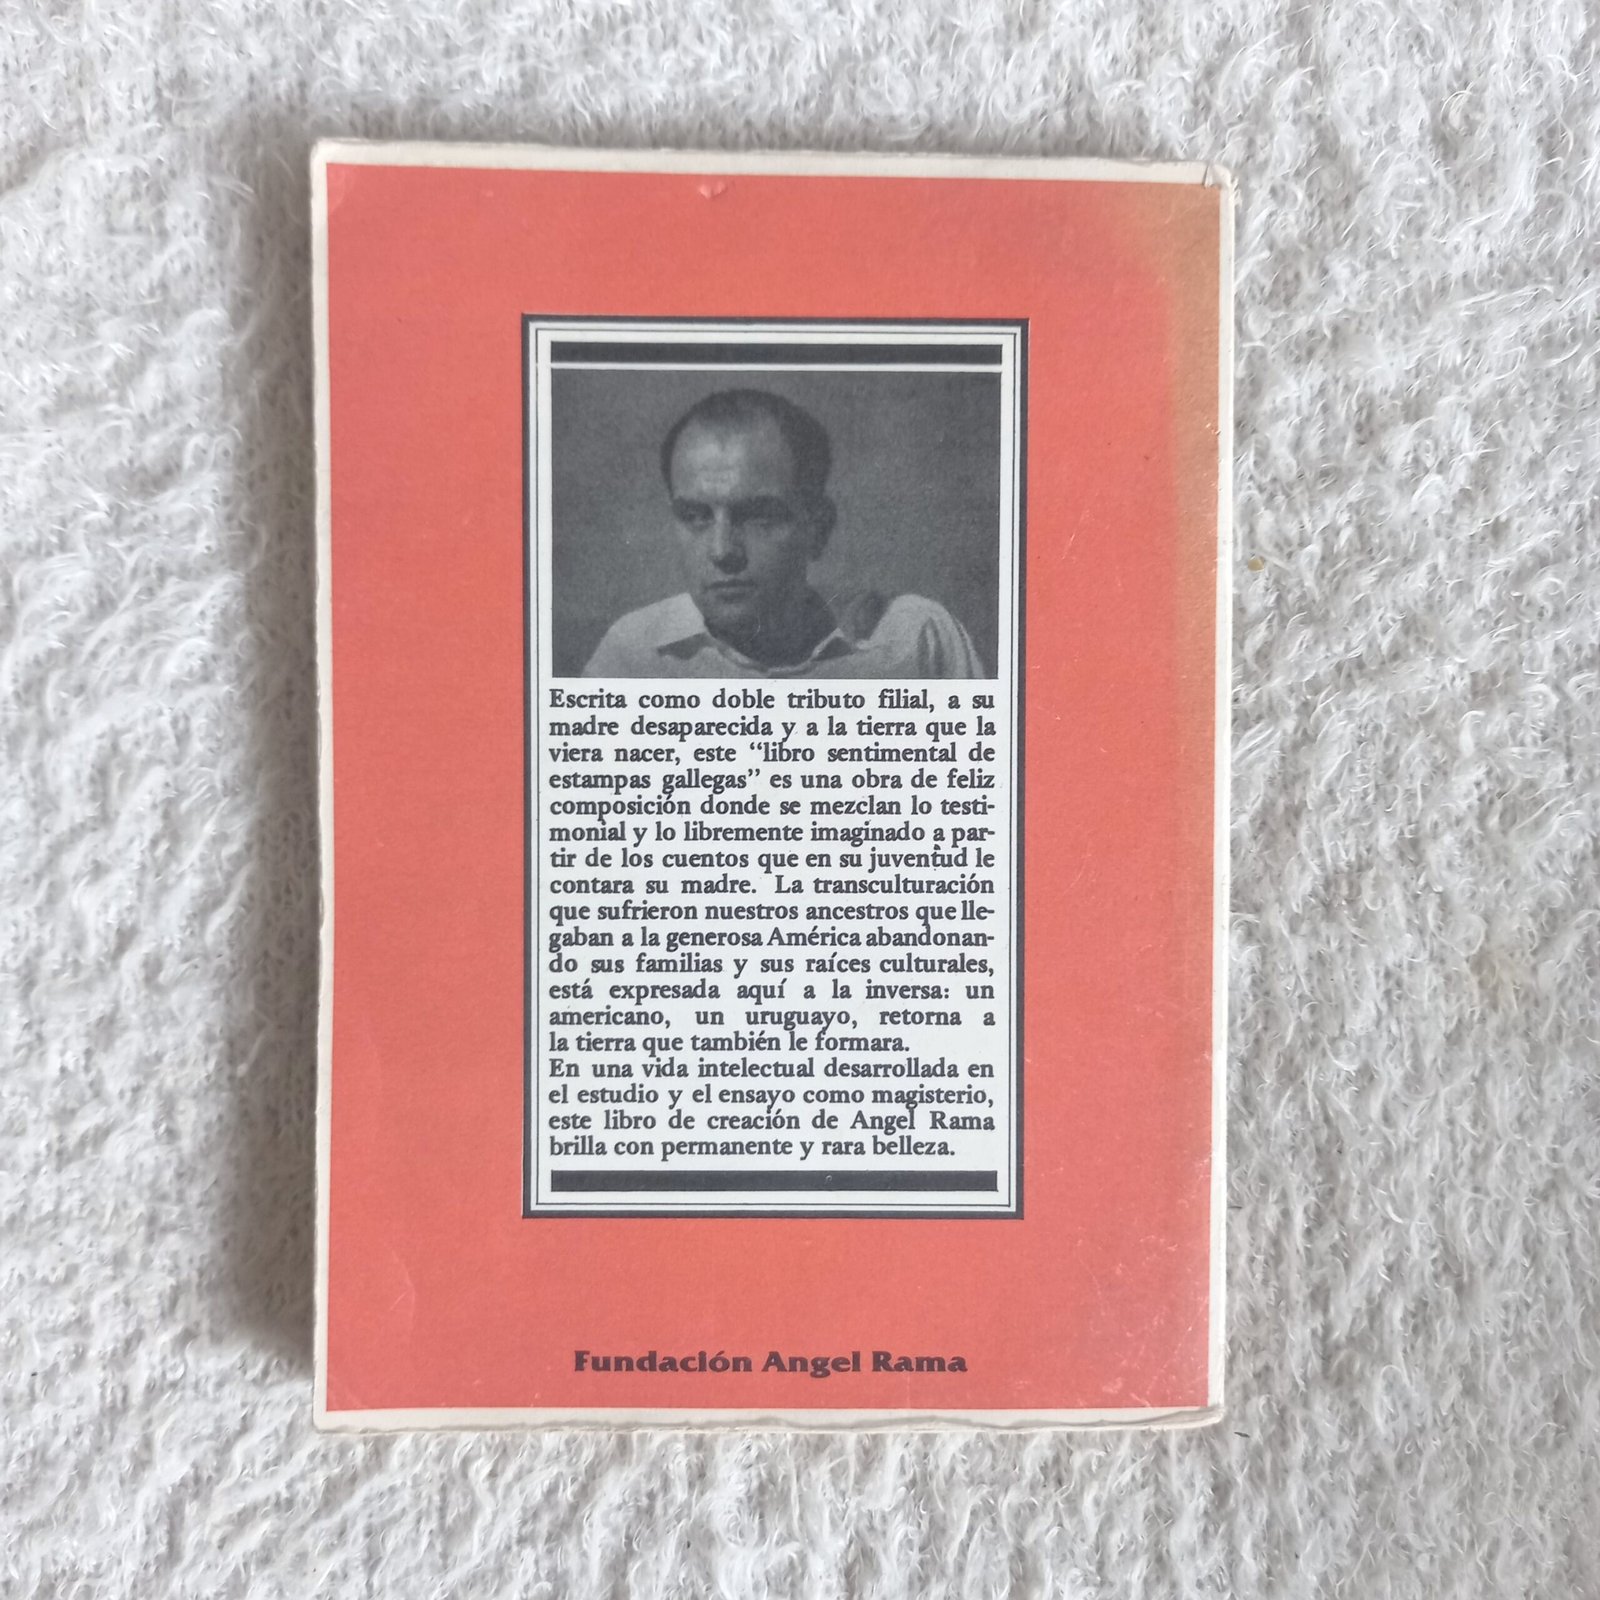 Escrita como doble tributo filial, a su
madre desaparecida y a la tierra que la
viera nacer, este “libro sentimental de
estampas gallegas” es una obra de feliz
composición donde se mezclan lo testi-
monial y lo libremente imaginado a par-
tir de los cuentos que en su juventud le
contara su madre. La transculturación
que sufrieron nuestros ancestros que lle-
gaban a la generosa América abandonan-
do sus familias y sus raíces culturales,
está expresada aquí a la inversa: un
americano, un uruguayo, retorna a
la tierra que también le formara.
En una vida intelectual desarrollada en
el estudio y el ensayo como magisterio,
este libro de creación de Angel Rama
brilla con permanente y rara belleza.
Fundación Angel Rama